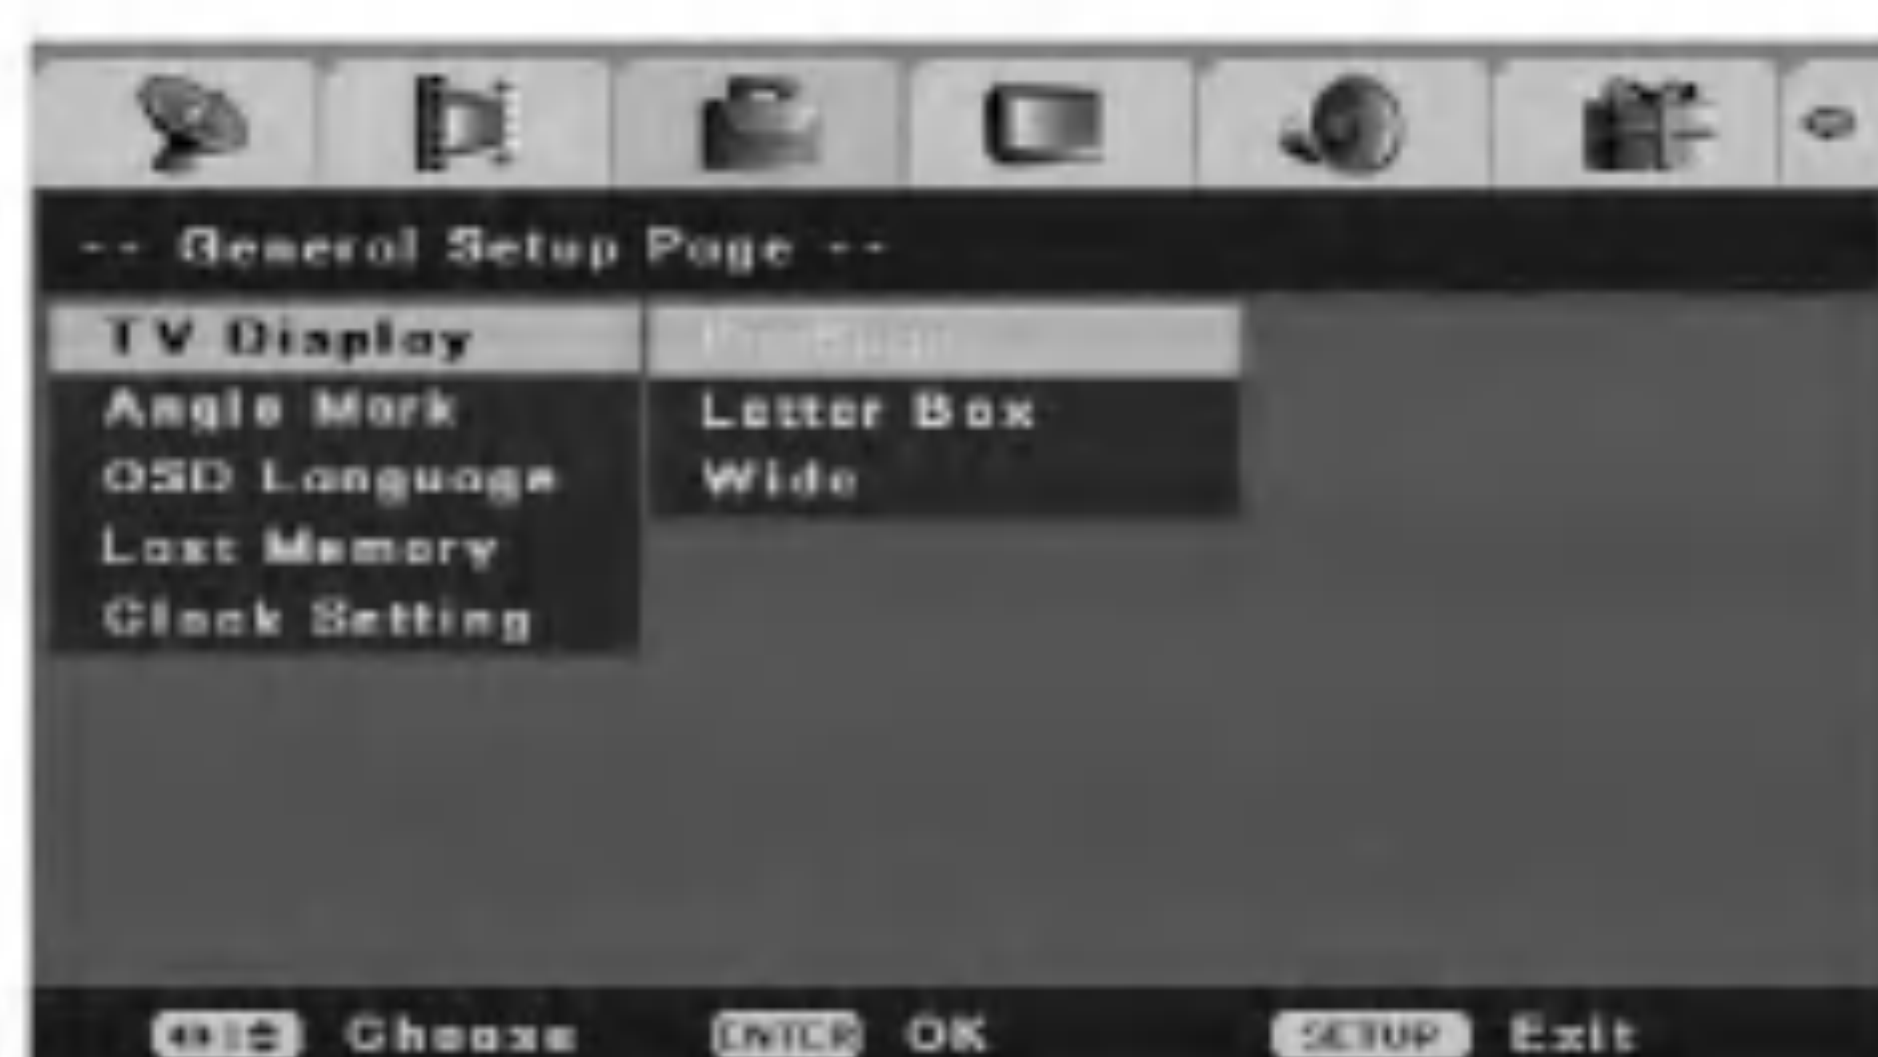 -- General Setup Page --
TV Display
Angle Mark
OSD Language
Last Memory
Clock Setting
Letter Box
Wide
Choose
ENTER OK
SETUP Exit